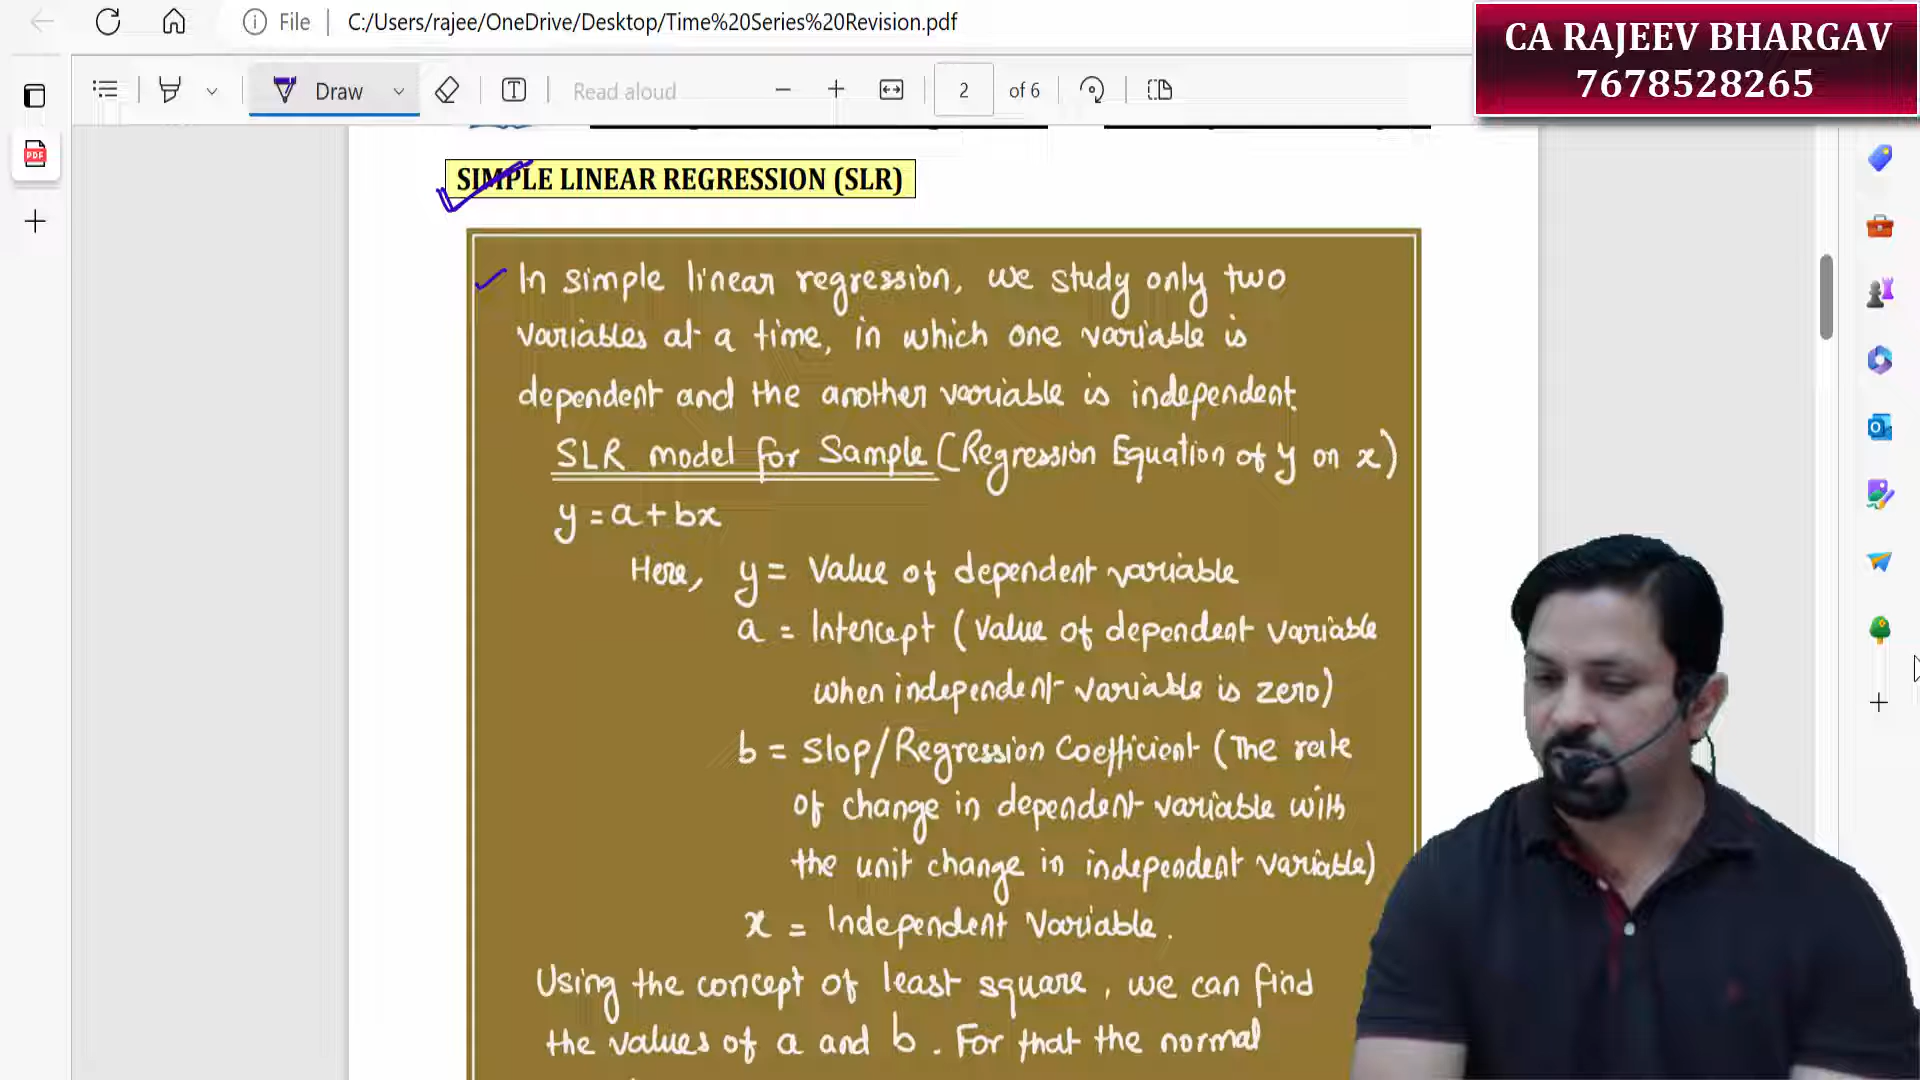 File
C:/Users/rajee/OneDrive/Desktop/Time%20Series%20Revision.pdf
CA RAJEEV BHARGAV
7678528265
Draw
Read aloud
2
of 6
PDF
SIMPLE LINEAR REGRESSION (SLR)
In simple linear regression, we study only two
variables at a time, in which one variable is
dependent and the another variable is independent.
SLR model for Sample (Regression Equation of y on x)
y = a + bx
Here, y = Value of dependent variable
a = Intercept (Value of dependent variable
when independent variable is zero)
b = Slop/Regression Coefficient (The rate
of change in dependent variable with
the unit change in independent variable)
x = Independent Variable.
Using the concept of least square, we can find
the values of a and b. For that the normal